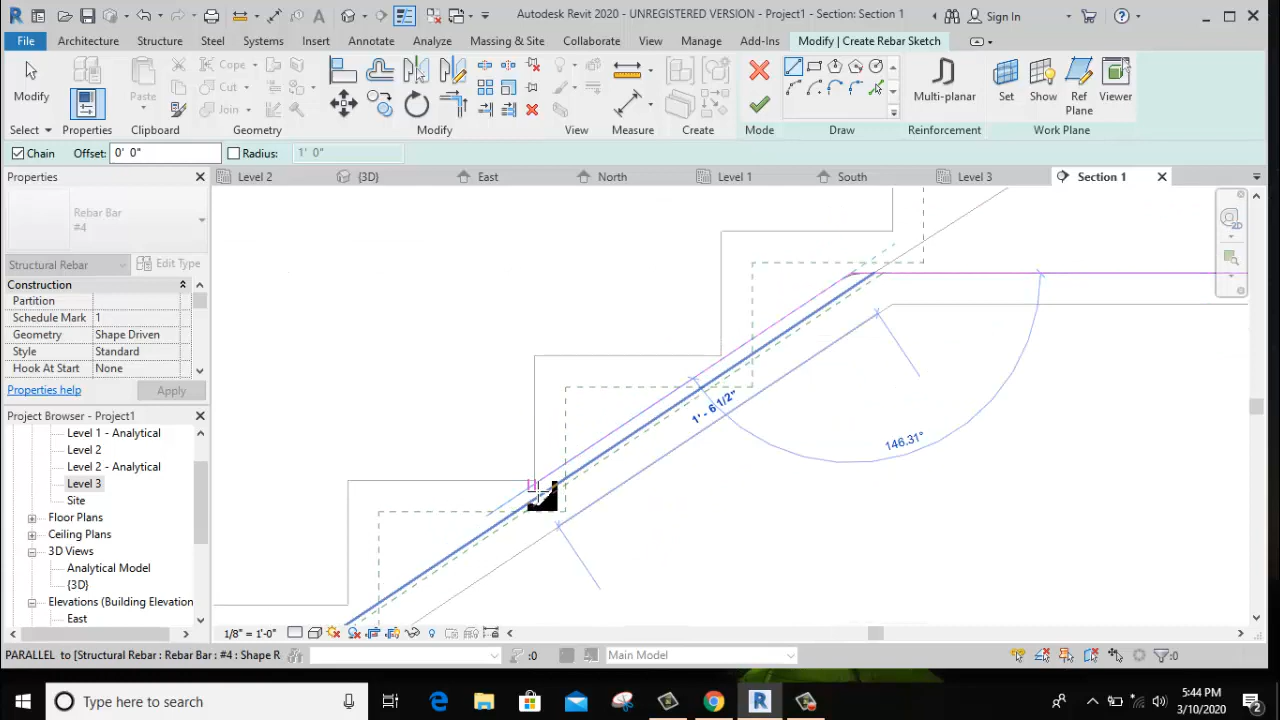 Autodesk Revit 2020 - UNREGISTERED VERSION - Project1 - Section: Section 1
Sign In
File Architecture Structure Steel Systems Insert Annotate Analyze Massing & Site Collaborate View Manage Add-Ins Modify | Create Rebar Sketch
Modify
Paste
Cope
Cut
Join
Multi-planar
Set Show Ref Plane Viewer
Select Properties Clipboard Geometry Modify View Measure Create Mode Draw Reinforcement Work Plane
Chain Offset: 0' 0" Radius: 1' 0"
Properties
Level 2 {3D} East North Level 1 South Level 3 Section 1
Rebar Bar
#4
Structural Rebar Edit Type
Construction
Partition
Schedule Mark 1
Geometry Shape Driven
Style Standard
Hook At Start None
Properties help Apply
Project Browser - Project1
Level 1 - Analytical
Level 2
Level 2 - Analytical
Level 3
Site
Floor Plans
Ceiling Plans
3D Views
Analytical Model
{3D}
Elevations (Building Elevation
East
2D
1' - 6 1/2"
146.31°
1/8" = 1'-0"
PARALLEL to [Structural Rebar : Rebar Bar : #4 : Shape R
:0
Main Model
:0
Type here to search
5:44 PM
3/10/2020
2